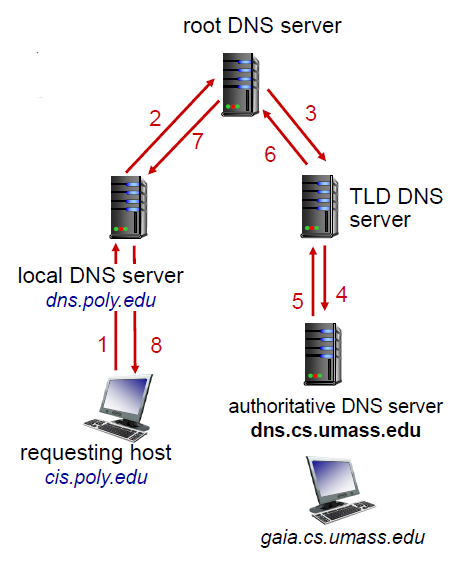 root DNS server
2
7
3
6
TLD DNS
server
local DNS server
dns.poly.edu
5
4
1
8
authoritative DNS server
dns.cs.umass.edu
requesting host
cis.poly.edu
gaia.cs.umass.edu